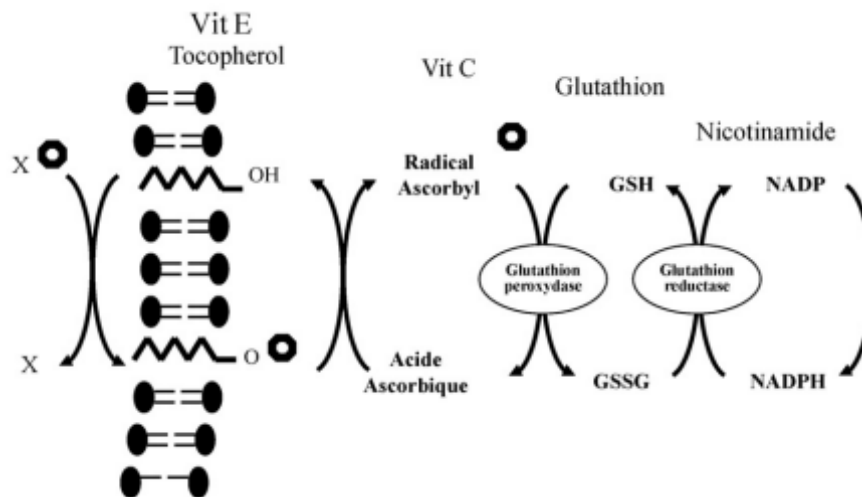 Vit E
Tocopherol
Vit C
Glutathion
Nicotinamide
X
OH
Radical
Ascorbyl
GSH
NADP
Glutathion
peroxydase
Glutathion
reductase
X
O
Acide
Ascorbique
GSSG
NADPH